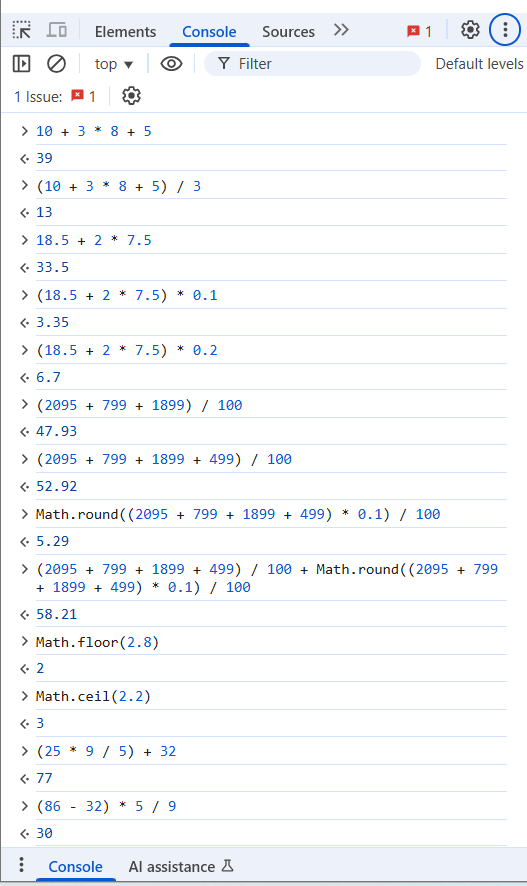 Elements Console Sources 1
top Filter Default levels
1 Issue: 1
> 10 + 3 * 8 + 5
39
> (10 + 3 * 8 + 5) / 3
13
> 18.5 + 2 * 7.5
33.5
> (18.5 + 2 * 7.5) * 0.1
3.35
> (18.5 + 2 * 7.5) * 0.2
6.7
> (2095 + 799 + 1899) / 100
47.93
> (2095 + 799 + 1899 + 499) / 100
52.92
> Math.round((2095 + 799 + 1899 + 499) * 0.1) / 100
5.29
> (2095 + 799 + 1899 + 499) / 100 + Math.round((2095 + 799
+ 1899 + 499) * 0.1) / 100
58.21
> Math.floor(2.8)
2
> Math.ceil(2.2)
3
> (25 * 9 / 5) + 32
77
> (86 - 32) * 5 / 9
30
Console AI assistance